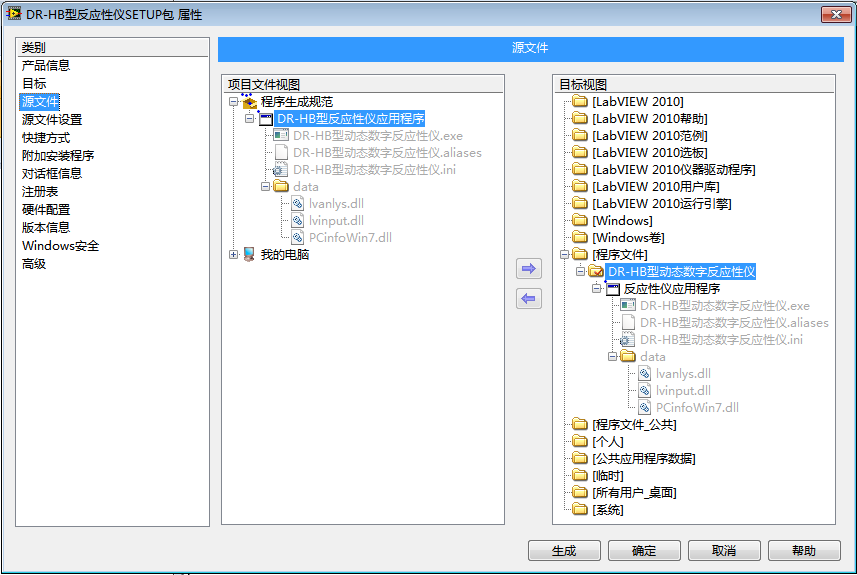 DR-HB型反应性仪SETUP包 属性
类别
产品信息
目标
源文件
源文件设置
快捷方式
附加安装程序
对话框信息
注册表
硬件配置
版本信息
Windows安全
高级
源文件
项目文件视图
程序生成规范
DR-HB型反应性仪应用程序
DR-HB型动态数字反应性仪.exe
DR-HB型动态数字反应性仪.aliases
DR-HB型动态数字反应性仪.ini
data
lvanlys.dll
lvinput.dll
PCinfoWin7.dll
我的电脑
目标视图
[LabVIEW 2010]
[LabVIEW 2010帮助]
[LabVIEW 2010范例]
[LabVIEW 2010选板]
[LabVIEW 2010仪器驱动程序]
[LabVIEW 2010用户库]
[LabVIEW 2010运行引擎]
[Windows]
[Windows卷]
[程序文件]
DR-HB型动态数字反应性仪
反应性仪应用程序
DR-HB型动态数字反应性仪.exe
DR-HB型动态数字反应性仪.aliases
DR-HB型动态数字反应性仪.ini
data
lvanlys.dll
lvinput.dll
PCinfoWin7.dll
[程序文件_公共]
[个人]
[公共应用程序数据]
[临时]
[所有用户_桌面]
[系统]
生成
确定
取消
帮助